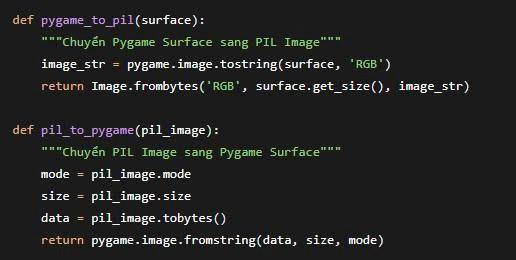 def pygame_to_pil(surface):
    """Chuyển Pygame Surface sang PIL Image"""
    image_str = pygame.image.tostring(surface, 'RGB')
    return Image.frombytes('RGB', surface.get_size(), image_str)

def pil_to_pygame(pil_image):
    """Chuyển PIL Image sang Pygame Surface"""
    mode = pil_image.mode
    size = pil_image.size
    data = pil_image.tobytes()
    return pygame.image.fromstring(data, size, mode)